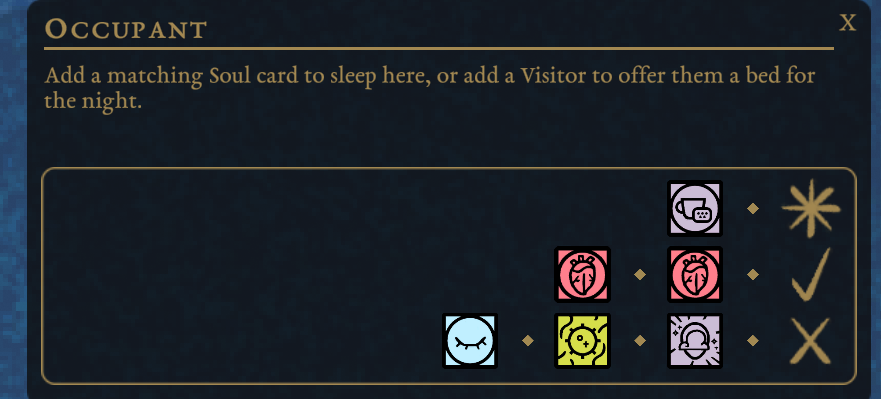 Occupant
X
Add a matching Soul card to sleep here, or add a Visitor to offer them a bed for
the night.